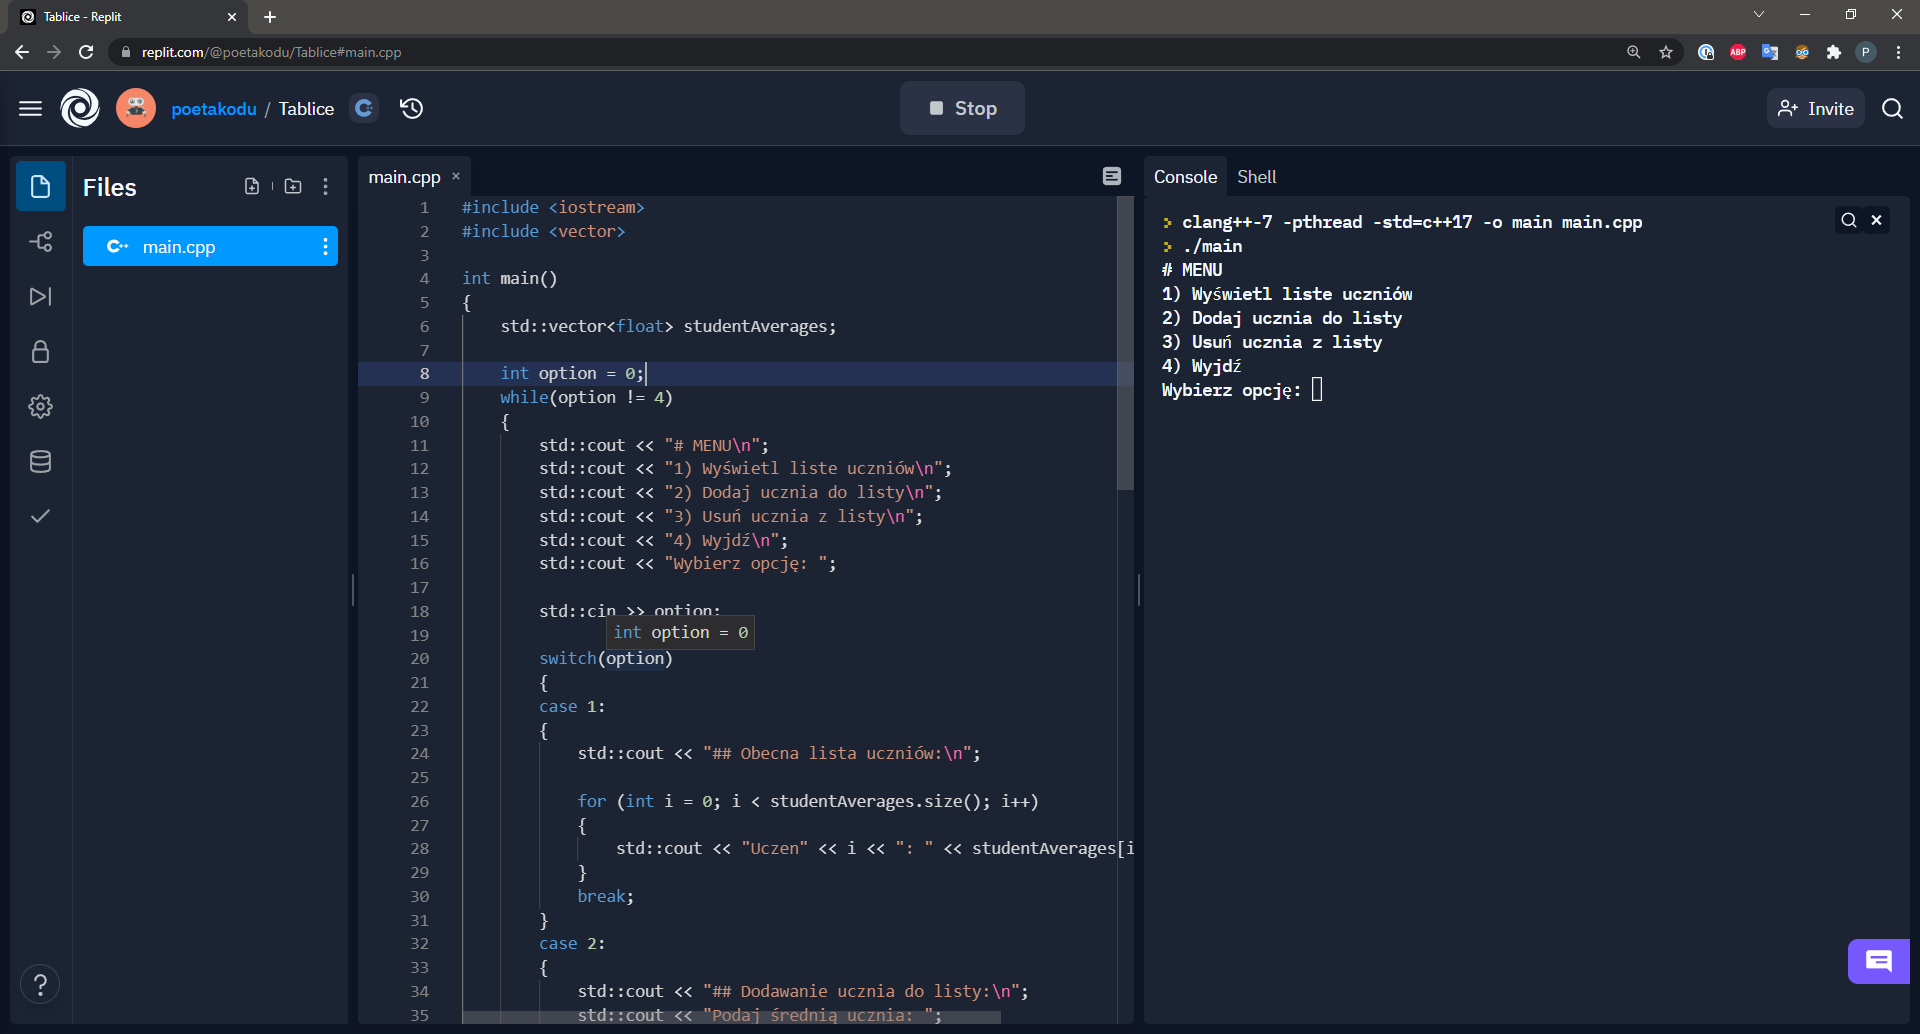 Tablice - Replit
replit.com/@poetakodu/Tablice#main.cpp
ABP
P
poetakodu / Tablice
Stop
Invite
Files
main.cpp
main.cpp
1 #include <iostream>
2 #include <vector>
3
4 int main()
5 {
6 std::vector<float> studentAverages;
7
8 int option = 0;
9 while(option != 4)
10 {
11 std::cout << "# MENU\n";
12 std::cout << "1) Wyświetl liste uczniów\n";
13 std::cout << "2) Dodaj ucznia do listy\n";
14 std::cout << "3) Usuń ucznia z listy\n";
15 std::cout << "4) Wyjdź\n";
16 std::cout << "Wybierz opcję: ";
17
18 std::cin >> option;
19
int option = 0
20 switch(option)
21 {
22 case 1:
23 {
24 std::cout << "## Obecna lista uczniów:\n";
25
26 for (int i = 0; i < studentAverages.size(); i++)
27 {
28 std::cout << "Uczen" << i << ": " << studentAverages[i
29 }
30 break;
31 }
32 case 2:
33 {
34 std::cout << "## Dodawanie ucznia do listy:\n";
35 std::cout << "Podaj średnią ucznia: ";
Console Shell
clang++-7 -pthread -std=c++17 -o main main.cpp
./main
# MENU
1) Wyświetl liste uczniów
2) Dodaj ucznia do listy
3) Usuń ucznia z listy
4) Wyjdź
Wybierz opcję:
?